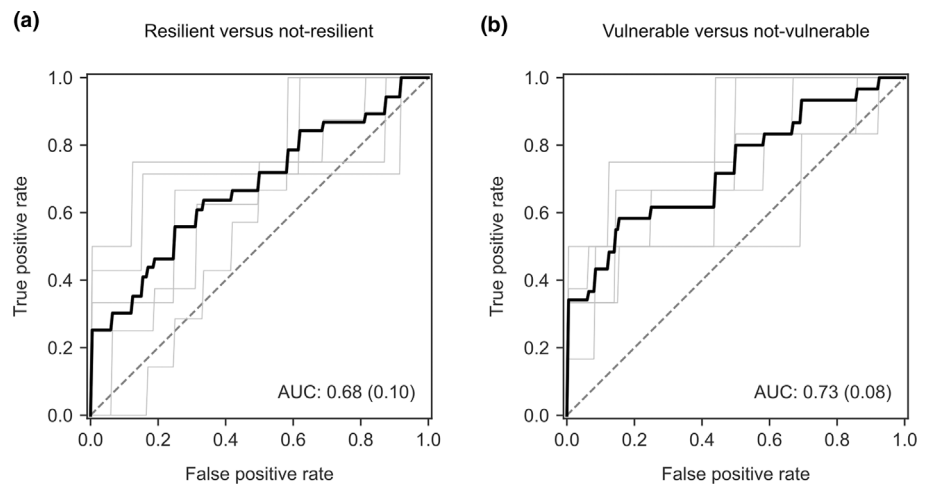 (a)
Resilient versus not-resilient
1.0
0.8
0.6
0.4
0.2
0.0
True positive rate
AUC: 0.68 (0.10)
0.0 0.2 0.4 0.6 0.8 1.0
False positive rate
(b)
Vulnerable versus not-vulnerable
1.0
0.8
0.6
0.4
0.2
0.0
True positive rate
AUC: 0.73 (0.08)
0.0 0.2 0.4 0.6 0.8 1.0
False positive rate